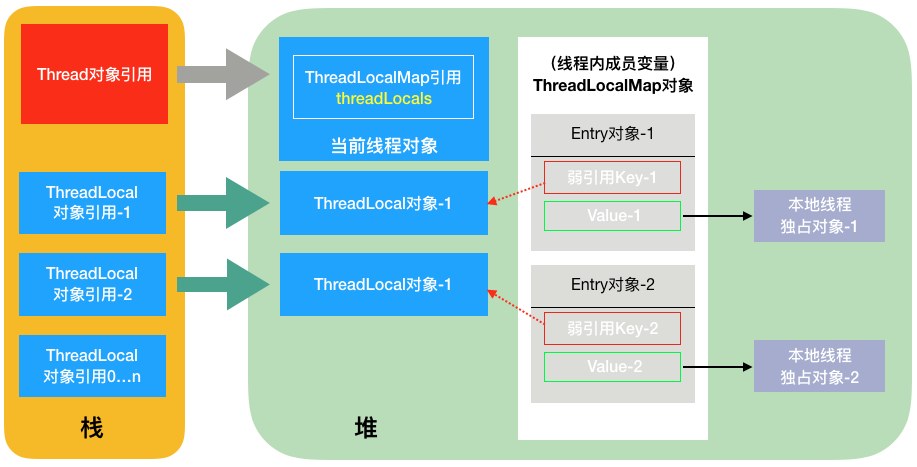 Thread对象引用
ThreadLocal
对象引用-1
ThreadLocal
对象引用-2
ThreadLocal
对象引用0...n
栈
ThreadLocalMap引用
threadLocals
当前线程对象
ThreadLocal对象-1
ThreadLocal对象-1
堆
（线程内成员变量）
ThreadLocalMap对象
Entry对象-1
弱引用Key-1
Value-1
Entry对象-2
弱引用Key-2
Value-2
本地线程
独占对象-1
本地线程
独占对象-2